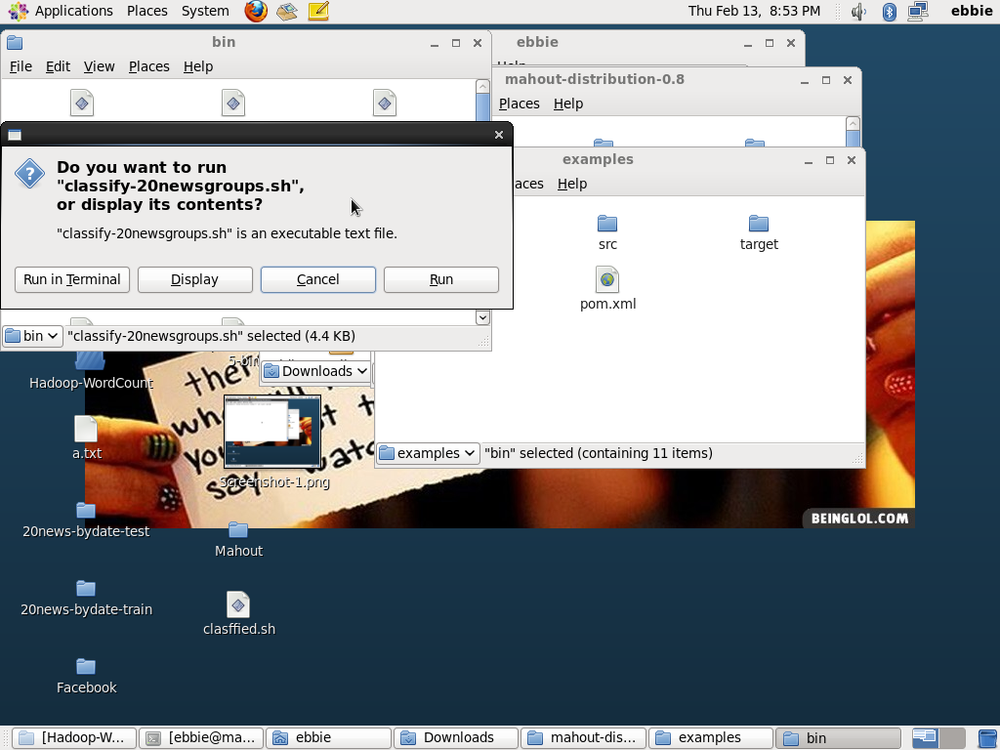 Applications Places System Thu Feb 13, 8:53 PM ebbie
bin
File Edit View Places Help
ebbie
Help
mahout-distribution-0.8
Places Help
examples
Help
src
target
pom.xml
Do you want to run
"classify-20newsgroups.sh",
or display its contents?
"classify-20newsgroups.sh" is an executable text file.
Run in Terminal Display Cancel Run
bin "classify-20newsgroups.sh" selected (4.4 KB)
Downloads
examples "bin" selected (containing 11 items)
Hadoop-WordCount
a.txt
20news-bydate-test
20news-bydate-train
Facebook
Screenshot-1.png
Mahout
clasffied.sh
say
BEINGLOL.COM
[Hadoop-W... [ebbie@ma... ebbie Downloads mahout-dis... examples bin